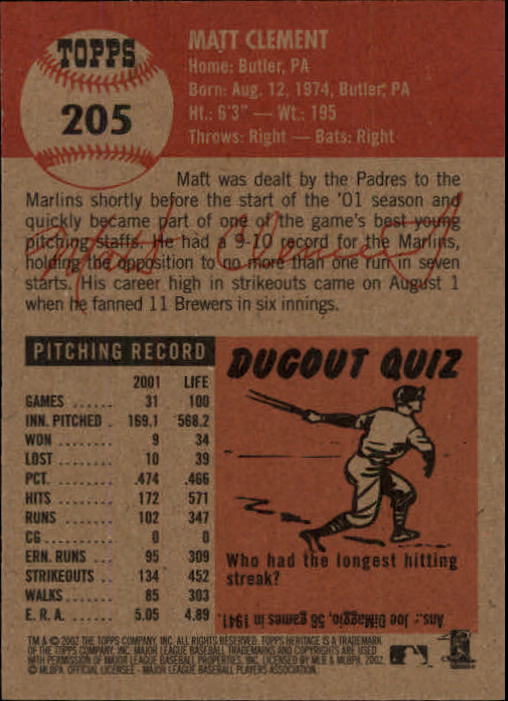 TOPPS
205
MATT CLEMENT
Home: Butler, PA
Born: Aug. 12, 1974, Butler, PA
Ht.: 6'3" — Wt.: 195
Throws: Right — Bats: Right
Matt was dealt by the Padres to the
Marlins shortly before the start of the '01 season and
quickly became part of one of the game's best young
pitching staffs. He had a 9-10 record for the Marlins,
holding the opposition to no more than one run in seven
starts. His career high in strikeouts came on August 1
when he fanned 11 Brewers in six innings.
Matt Clement
PITCHING RECORD
2001 LIFE
GAMES ...... 31 100
INN. PITCHED . 169.1 568.2
WON ........ 9 34
LOST ........ 10 39
PCT. ........ .474 .466
HITS ........ 172 571
RUNS ....... 102 347
CG .......... 0 0
ERN. RUNS ... 95 309
STRIKEOUTS .. 134 452
WALKS ...... 85 303
E. R. A. ...... 5.05 4.89
DUGOUT QUIZ
Who had the longest hitting
streak?
Ans.: Joe DiMaggio, 56 games in 1941.
TM & © 2002 THE TOPPS COMPANY, INC. ALL RIGHTS RESERVED. TOPPS HERITAGE IS A TRADEMARK
OF THE TOPPS COMPANY, INC. MAJOR LEAGUE BASEBALL TRADEMARKS AND COPYRIGHTS ARE USED
WITH PERMISSION OF MAJOR LEAGUE BASEBALL PROPERTIES, INC. LICENSED BY MLB & MLBPA, 2002.
© MLBPA. OFFICIAL LICENSEE - MAJOR LEAGUE BASEBALL PLAYERS ASSOCIATION.